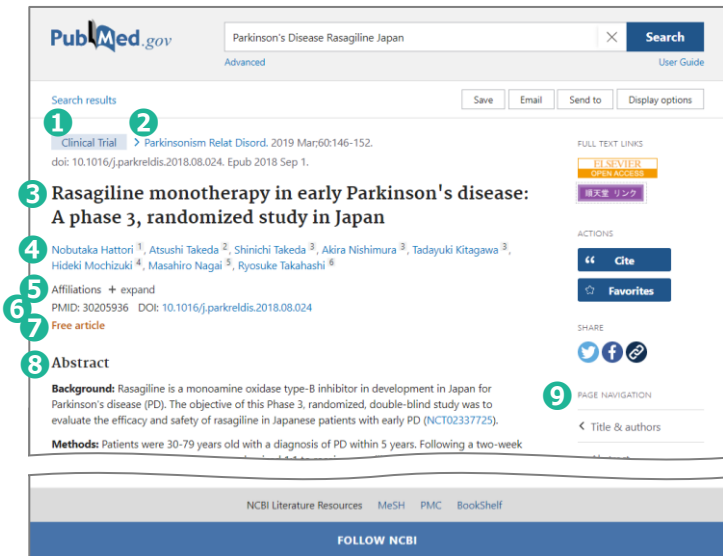 PubMed.gov
Parkinson's Disease Rasagiline Japan
Search
Advanced
User Guide
Search results
Save
Email
Send to
Display options
1
2
Clinical Trial
> Parkinsonism Relat Disord. 2019 Mar;60:146-152.
doi: 10.1016/j.parkreldis.2018.08.024. Epub 2018 Sep 1.
3
Rasagiline monotherapy in early Parkinson's disease:
A phase 3, randomized study in Japan
4
Nobutaka Hattori 1, Atsushi Takeda 2, Shinichi Takeda 3, Akira Nishimura 3, Tadayuki Kitagawa 3,
Hideki Mochizuki 4, Masahiro Nagai 5, Ryosuke Takahashi 6
5
Affiliations + expand
6
PMID: 30205936 DOI: 10.1016/j.parkreldis.2018.08.024
7
Free article
8
Abstract
Background: Rasagiline is a monoamine oxidase type-B inhibitor in development in Japan for
Parkinson's disease (PD). The objective of this Phase 3, randomized, double-blind study was to
evaluate the efficacy and safety of rasagiline in Japanese patients with early PD (NCT02337725).
Methods: Patients were 30-79 years old with a diagnosis of PD within 5 years. Following a two-week
FULL TEXT LINKS
ELSEVIER
OPEN ACCESS
順天堂 リンク
ACTIONS
Cite
Favorites
SHARE
9
PAGE NAVIGATION
< Title & authors
NCBI Literature Resources MeSH PMC BookShelf
FOLLOW NCBI